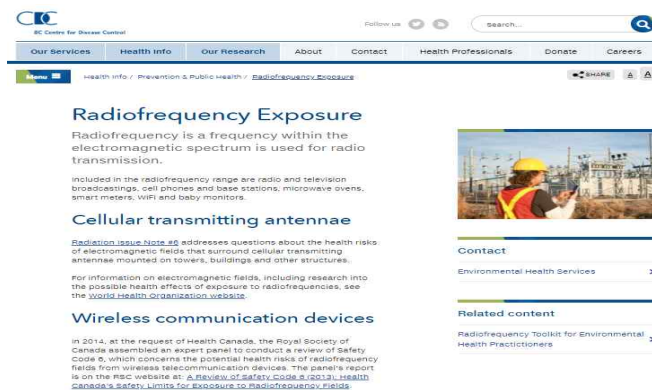 BC Centre for Disease Control
Follow us
Search...
Our Services Health Info Our Research About Contact Health Professionals Donate Careers
Menu
Health Info / Prevention & Public Health / Radiofrequency Exposure
SHARE A A
Radiofrequency Exposure
Radiofrequency is a frequency within the
electromagnetic spectrum is used for radio
transmission.
Included in the radiofrequency range are radio and television
broadcastings, cell phones and base stations, microwave ovens,
smart meters, WiFi and baby monitors.
Cellular transmitting antennae
Radiation Issue Note #6 addresses questions about the health risks
of electromagnetic fields that surround cellular transmitting
antennae mounted on towers, buildings and other structures.
For information on electromagnetic fields, including research into
the possible health effects of exposure to radiofrequencies, see
the World Health Organization website.
Wireless communication devices
In 2014, at the request of Health Canada, the Royal Society of
Canada assembled an expert panel to conduct a review of Safety
Code 6, which concerns the potential health risks of radiofrequency
fields from wireless telecommunication devices. The panel's report
is on the RSC website at: A Review of Safety Code 6 (2013): Health
Canada's Safety Limits for Exposure to Radiofrequency Fields.
Contact
Environmental Health Services
Related content
Radiofrequency Toolkit for Environmental
Health Practictioners